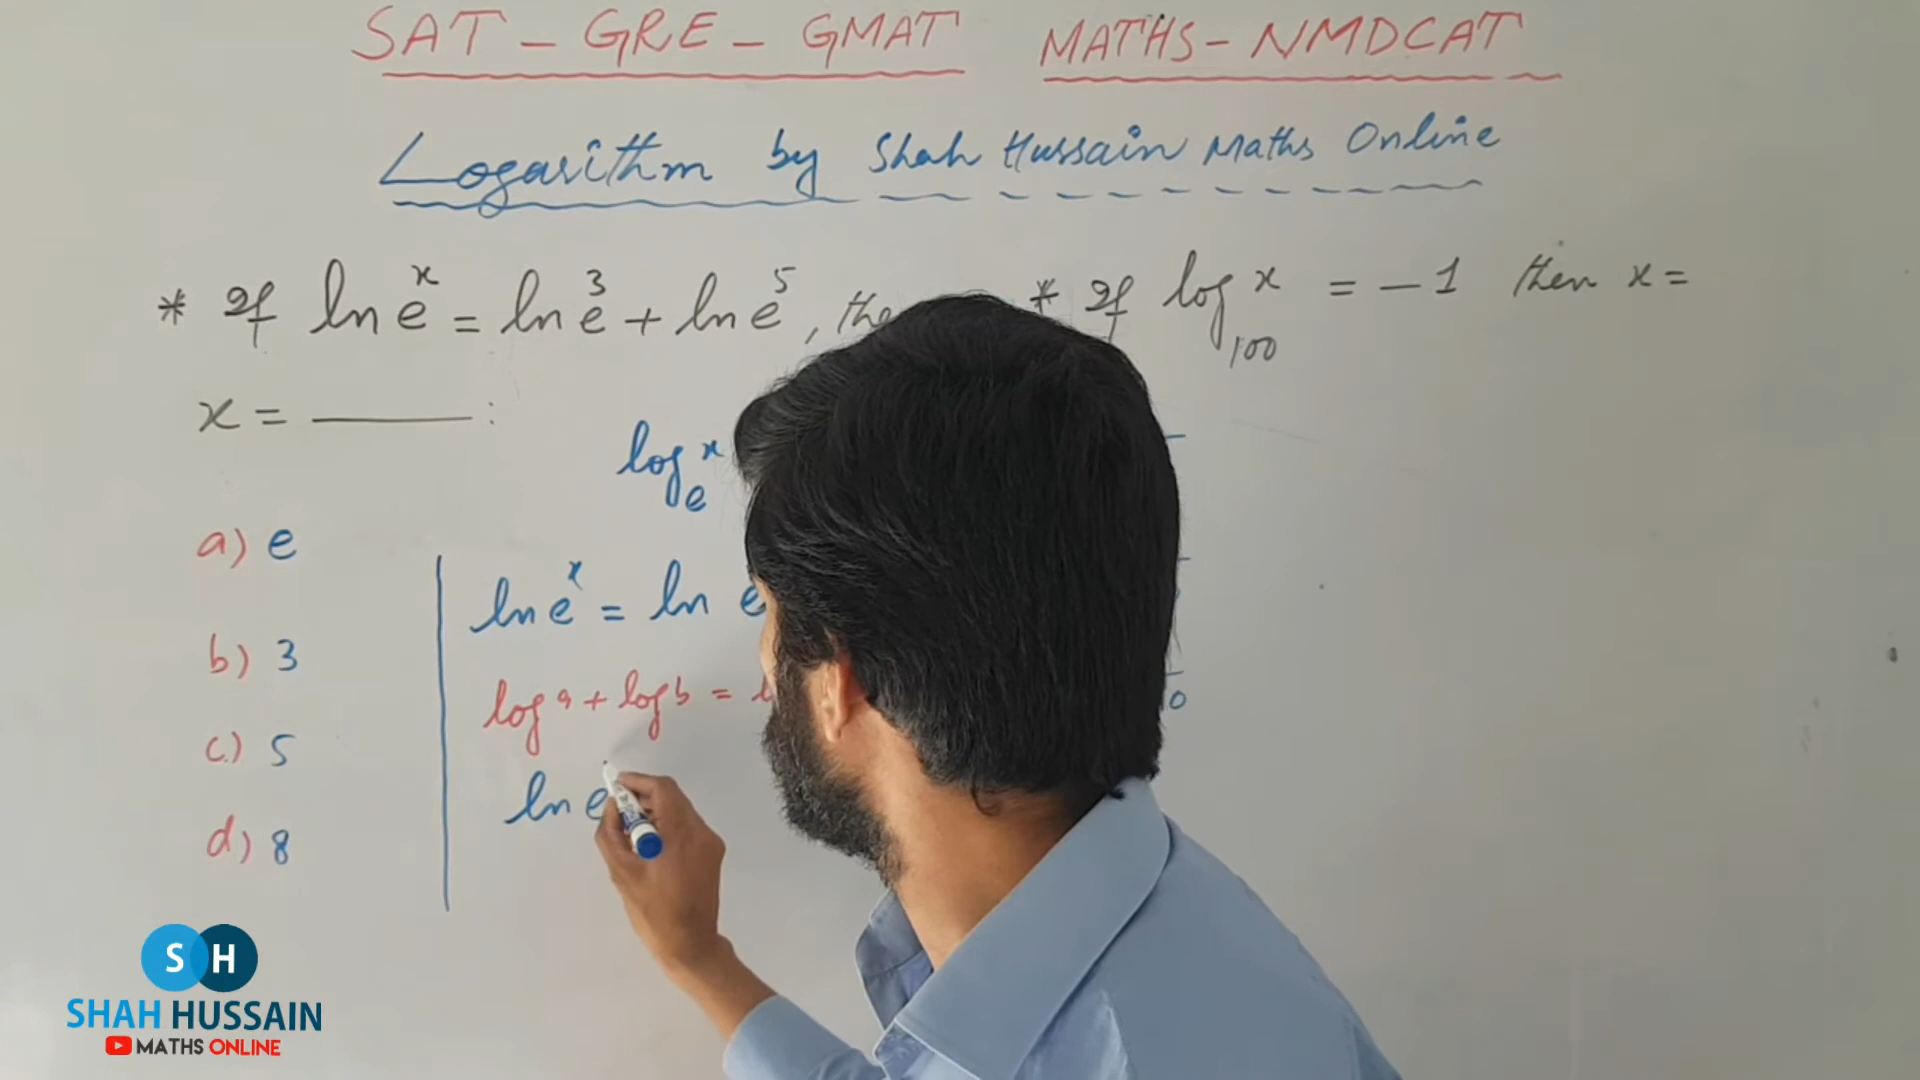 SAT - GRE - GMAT MATHS - NMDCAT
Logarithm by Shah Hussain Maths Online
* If ln e^x = ln e^3 + ln e^5, the
x = ______ :
* If log_100 x = -1 then x =
a) e
b) 3
c) 5
d) 8
log_e x
ln e^x = ln e
log a + log b = l
ln e
0
S H
SHAH HUSSAIN
MATHS ONLINE